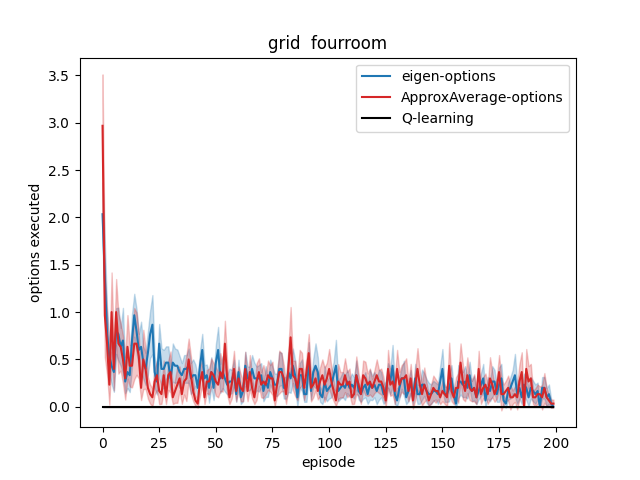 grid fourroom
eigen-options
ApproxAverage-options
Q-learning
options executed
3.5
3.0
2.5
2.0
1.5
1.0
0.5
0.0
0 25 50 75 100 125 150 175 200
episode